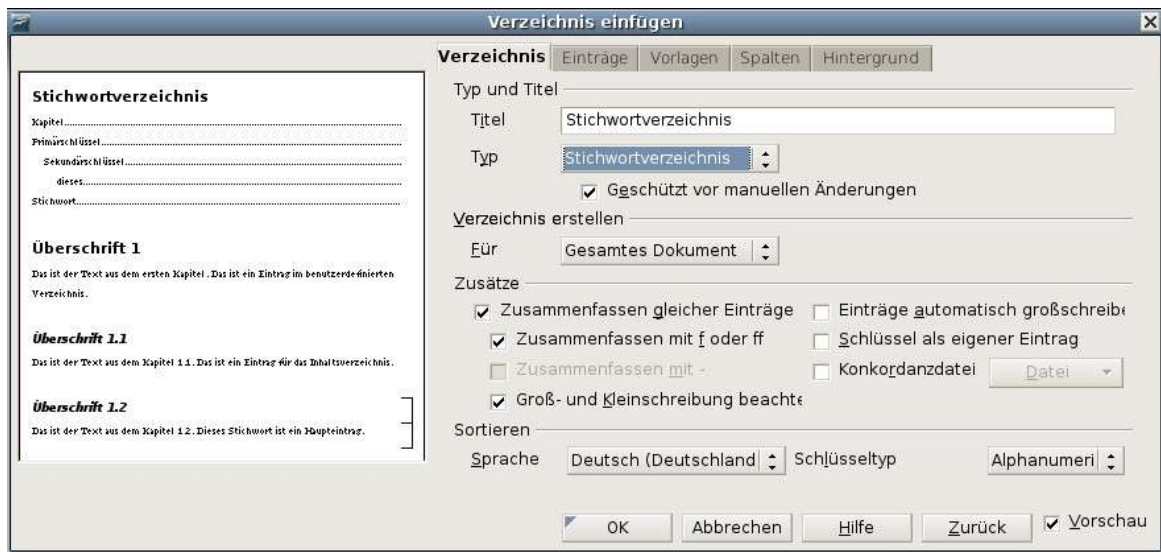 Verzeichnis einfügen
Verzeichnis Einträge Vorlagen Spalten Hintergrund
Stichwortverzeichnis
Kapitel
Primärschlüssel
Sekundärschlüssel
dieses
Stichwort
Überschrift 1
Das ist der Text aus dem ersten Kapitel. Das ist ein Eintrag im benutzerdefinierten
Verzeichnis.
Überschrift 1.1
Das ist der Text aus dem Kapitel 1.1. Das ist ein Eintrag für das Inhaltsverzeichnis.
Überschrift 1.2
Das ist der Text aus dem Kapitel 1.2. Dieses Stichwort ist ein Haupteintrag.
Typ und Titel
Titel Stichwortverzeichnis
Typ Stichwortverzeichnis
Geschützt vor manuellen Änderungen
Verzeichnis erstellen
Für Gesamtes Dokument
Zusätze
Zusammenfassen gleicher Einträge Einträge automatisch großschreibe
Zusammenfassen mit f oder ff Schlüssel als eigener Eintrag
Zusammenfassen mit - Konkordanzdatei Datei
Groß- und Kleinschreibung beachte
Sortieren
Sprache Deutsch (Deutschland Schlüsseltyp Alphanumeri
OK Abbrechen Hilfe Zurück Vorschau